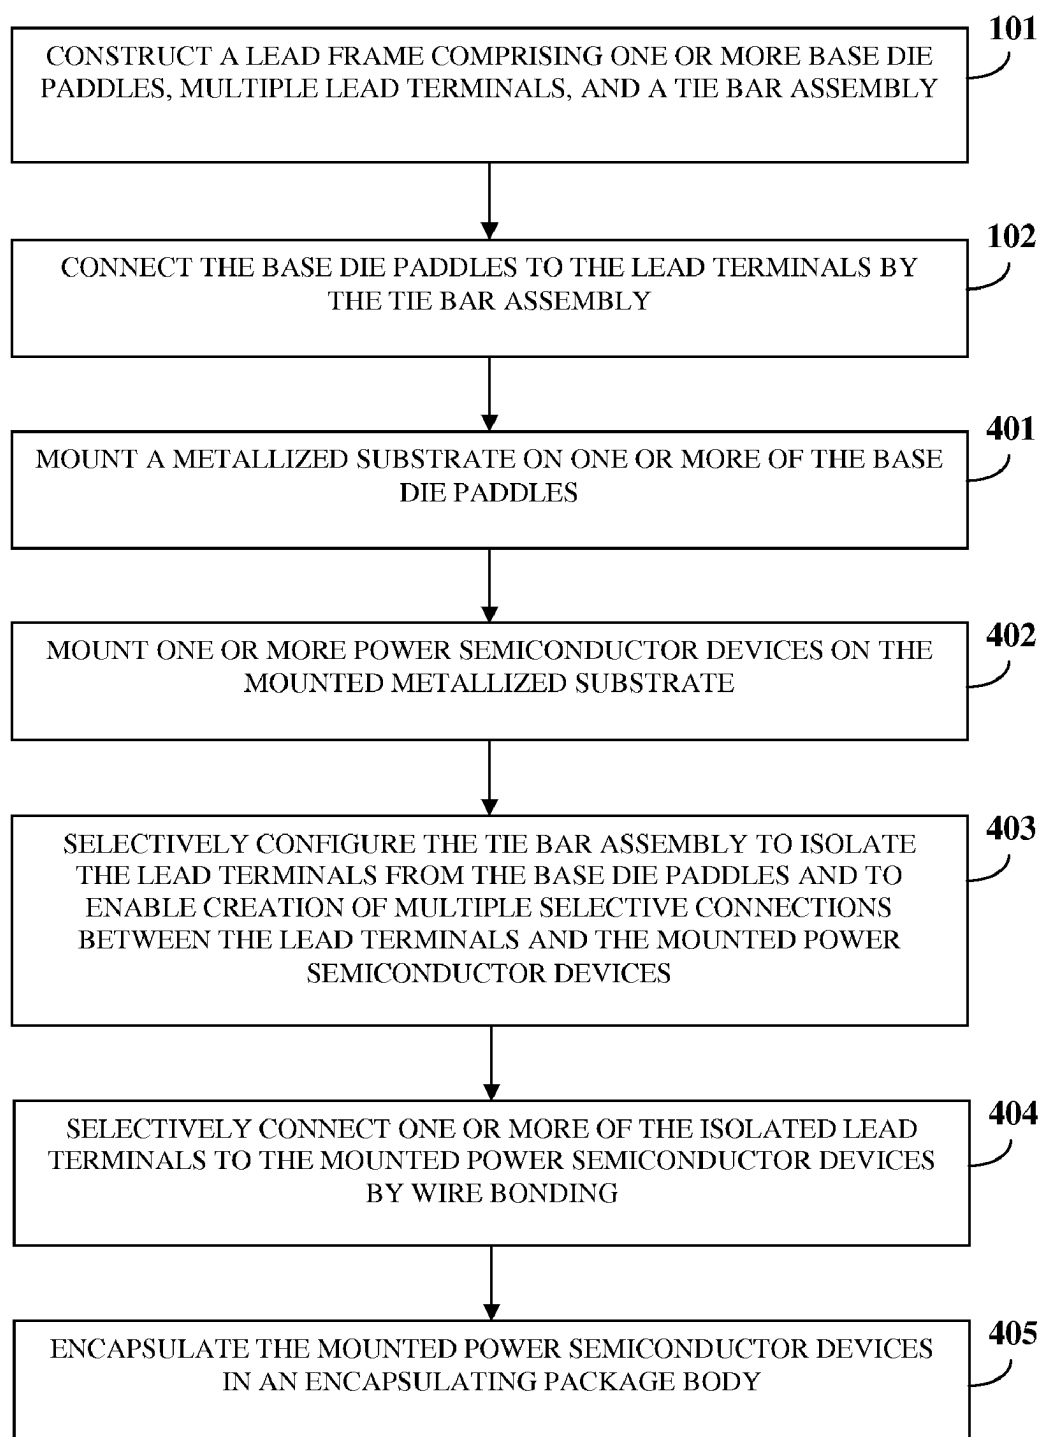 101
CONSTRUCT A LEAD FRAME COMPRISING ONE OR MORE BASE DIE
PADDLES, MULTIPLE LEAD TERMINALS, AND A TIE BAR ASSEMBLY
102
CONNECT THE BASE DIE PADDLES TO THE LEAD TERMINALS BY
THE TIE BAR ASSEMBLY
401
MOUNT A METALLIZED SUBSTRATE ON ONE OR MORE OF THE BASE
DIE PADDLES
402
MOUNT ONE OR MORE POWER SEMICONDUCTOR DEVICES ON THE
MOUNTED METALLIZED SUBSTRATE
403
SELECTIVELY CONFIGURE THE TIE BAR ASSEMBLY TO ISOLATE
THE LEAD TERMINALS FROM THE BASE DIE PADDLES AND TO
ENABLE CREATION OF MULTIPLE SELECTIVE CONNECTIONS
BETWEEN THE LEAD TERMINALS AND THE MOUNTED POWER
SEMICONDUCTOR DEVICES
404
SELECTIVELY CONNECT ONE OR MORE OF THE ISOLATED LEAD
TERMINALS TO THE MOUNTED POWER SEMICONDUCTOR DEVICES
BY WIRE BONDING
405
ENCAPSULATE THE MOUNTED POWER SEMICONDUCTOR DEVICES
IN AN ENCAPSULATING PACKAGE BODY